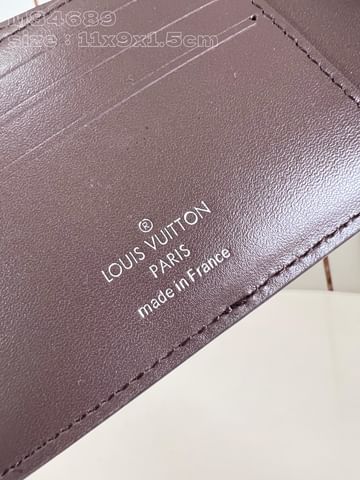 M84689
size : 11x9x1.5cm
®
LOUIS VUITTON
PARIS
made in France